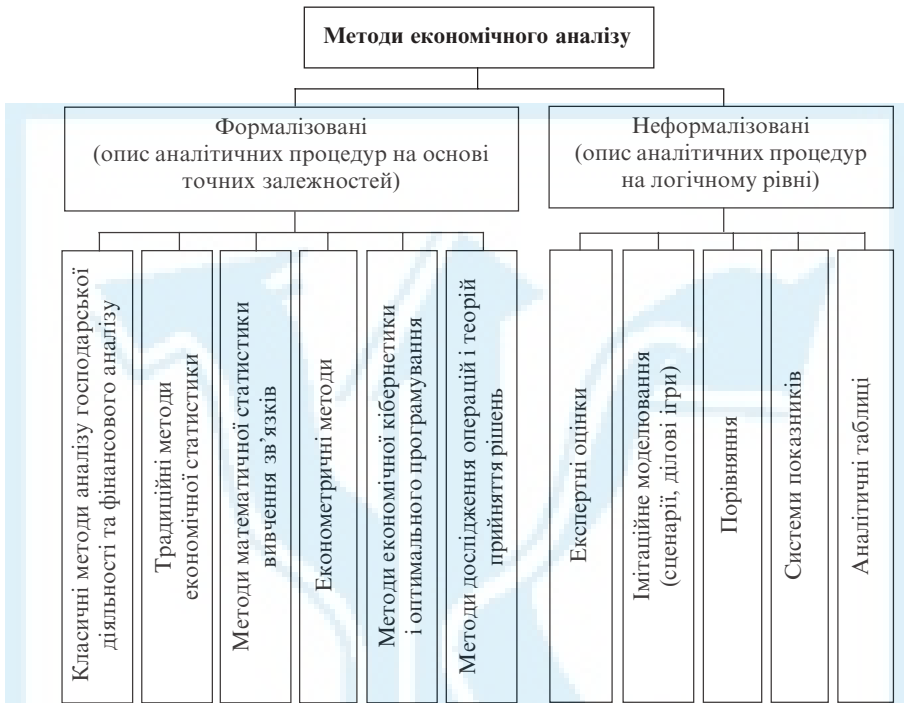 Методи економічного аналізу
Формалізовані
(опис аналітичних процедур на основі
точних залежностей)
Неформалізовані
(опис аналітичних процедур
на логічному рівні)
Класичні методи аналізу господарської
діяльності та фінансового аналізу
Традиційні методи
економічної статистики
Методи математичної статистики
вивчення зв’язків
Економетричні методи
Методи економічної кібернетики
і оптимального програмування
Методи дослідження операцій і теорій
прийняття рішень
Експертні оцінки
Імітаційне моделювання
(сценарії, ділові ігри)
Порівняння
Системи показників
Аналітичні таблиці